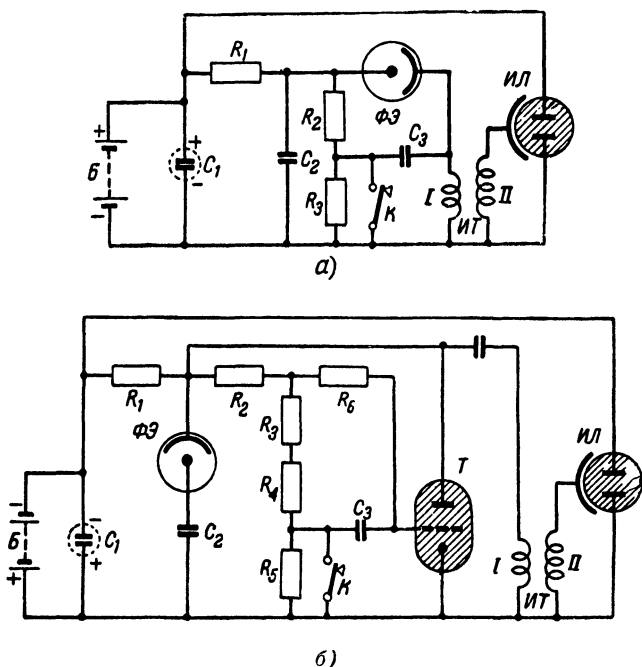 R₁
ФЭ
ИЛ
Б
+
−
+
−
C₁
C₂
R₂
R₃
C₃
К
I
II
ИТ
а)
R₁
R₂
R₆
ФЭ
R₃
R₄
R₅
C₃
Т
ИЛ
Б
−
+
−
+
C₁
C₂
К
I
II
ИТ
б)